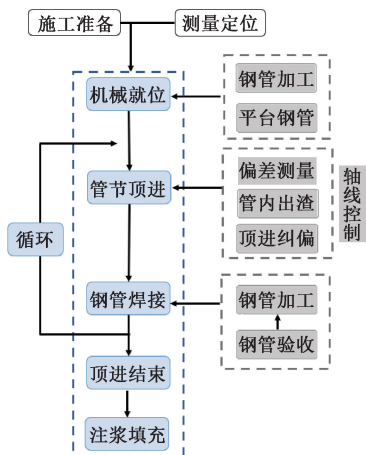 施工准备
测量定位
机械就位
钢管加工
平台钢管
管节顶进
偏差测量
管内出渣
顶进纠偏
轴线控制
循环
钢管焊接
钢管加工
钢管验收
顶进结束
注浆填充